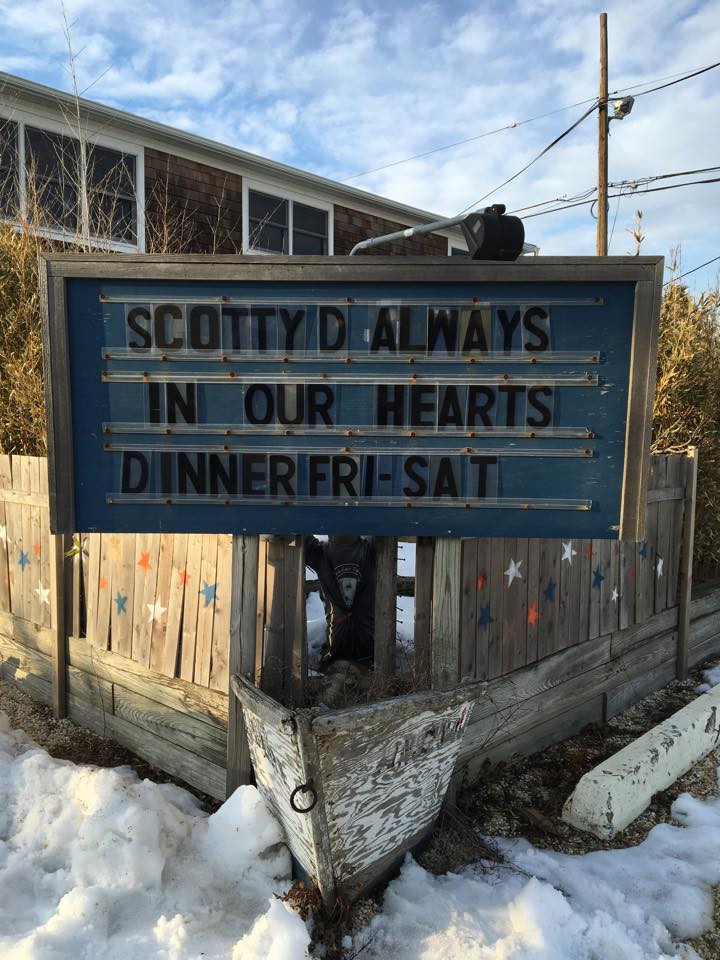 SCOTTY D ALWAYS
IN OUR HEARTS
DINNER FRI-SAT